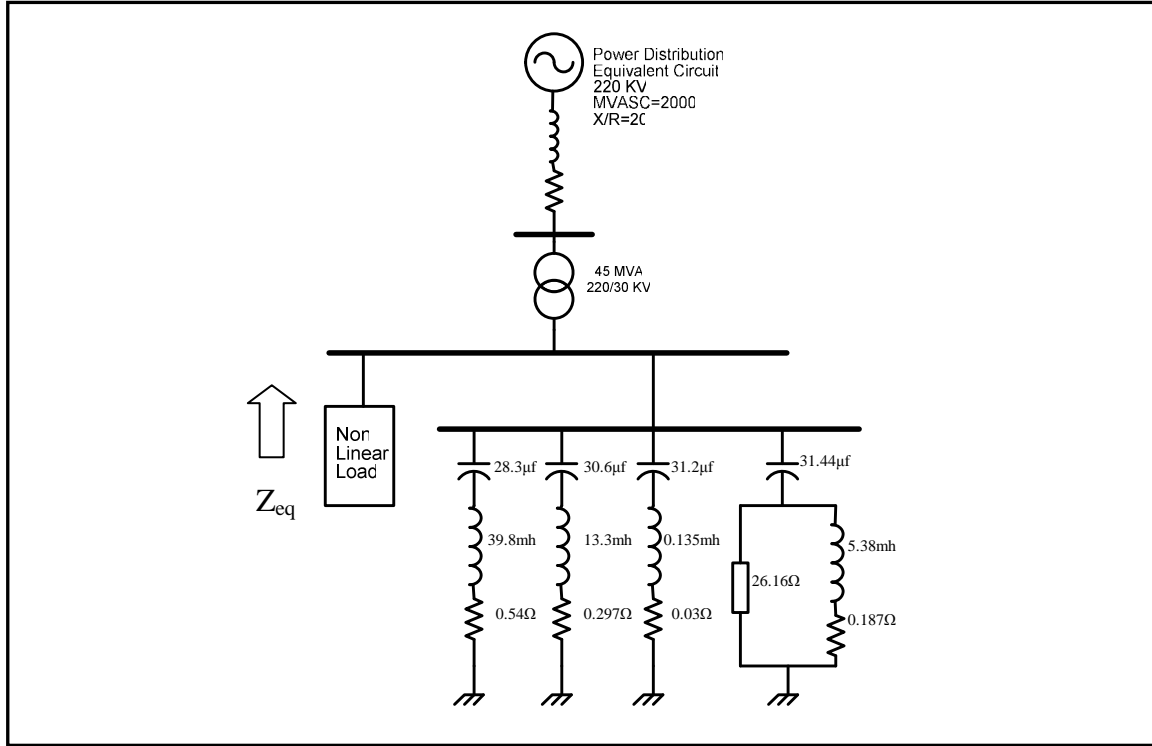 Power Distribution
Equivalent Circuit
220 KV
MVASC=2000
X/R=20
45 MVA
220/30 KV
Non
Linear
Load
Zeq
28.3µf
30.6µf
31.2µf
31.44µf
39.8mh
13.3mh
0.135mh
5.38mh
26.16Ω
0.54Ω
0.297Ω
0.03Ω
0.187Ω